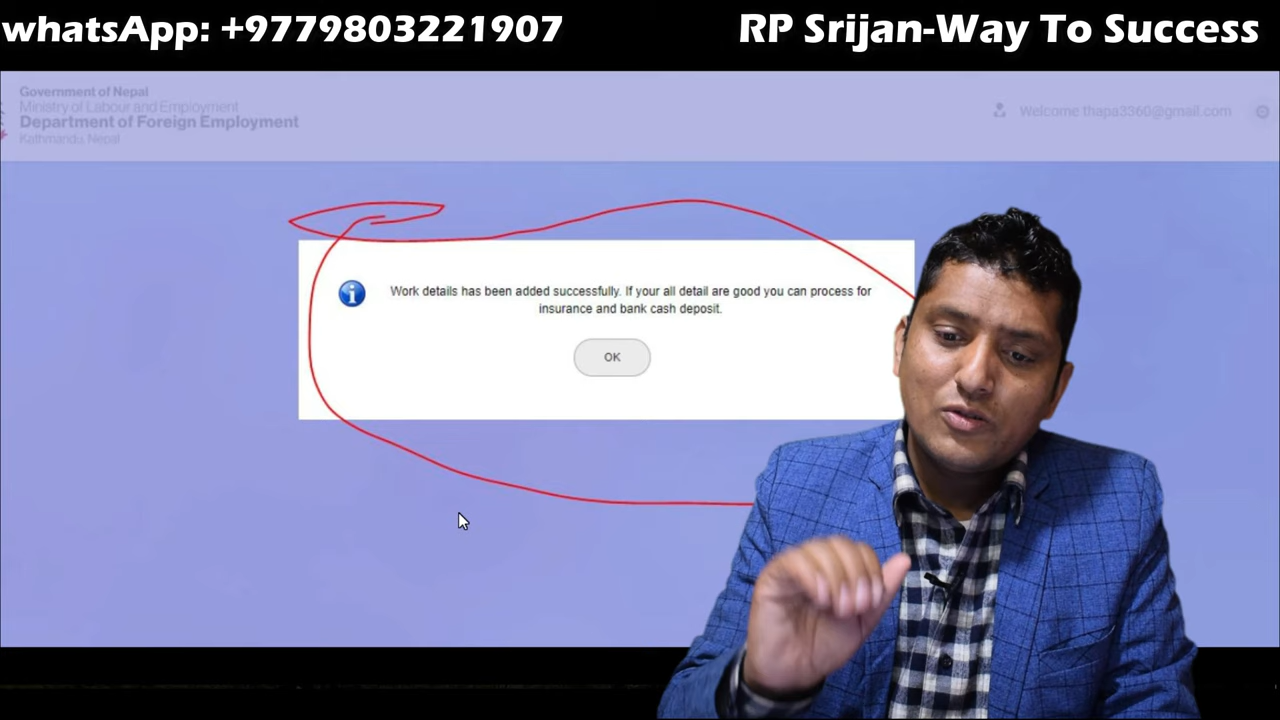 whatsApp: +9779803221907
RP Srijan-Way To Success
Government of Nepal
Ministry of Labour and Employment
Department of Foreign Employment
Kathmandu, Nepal
Welcome thapa3360@gmail.com
Work details has been added successfully. If your all detail are good you can process for
insurance and bank cash deposit.
OK